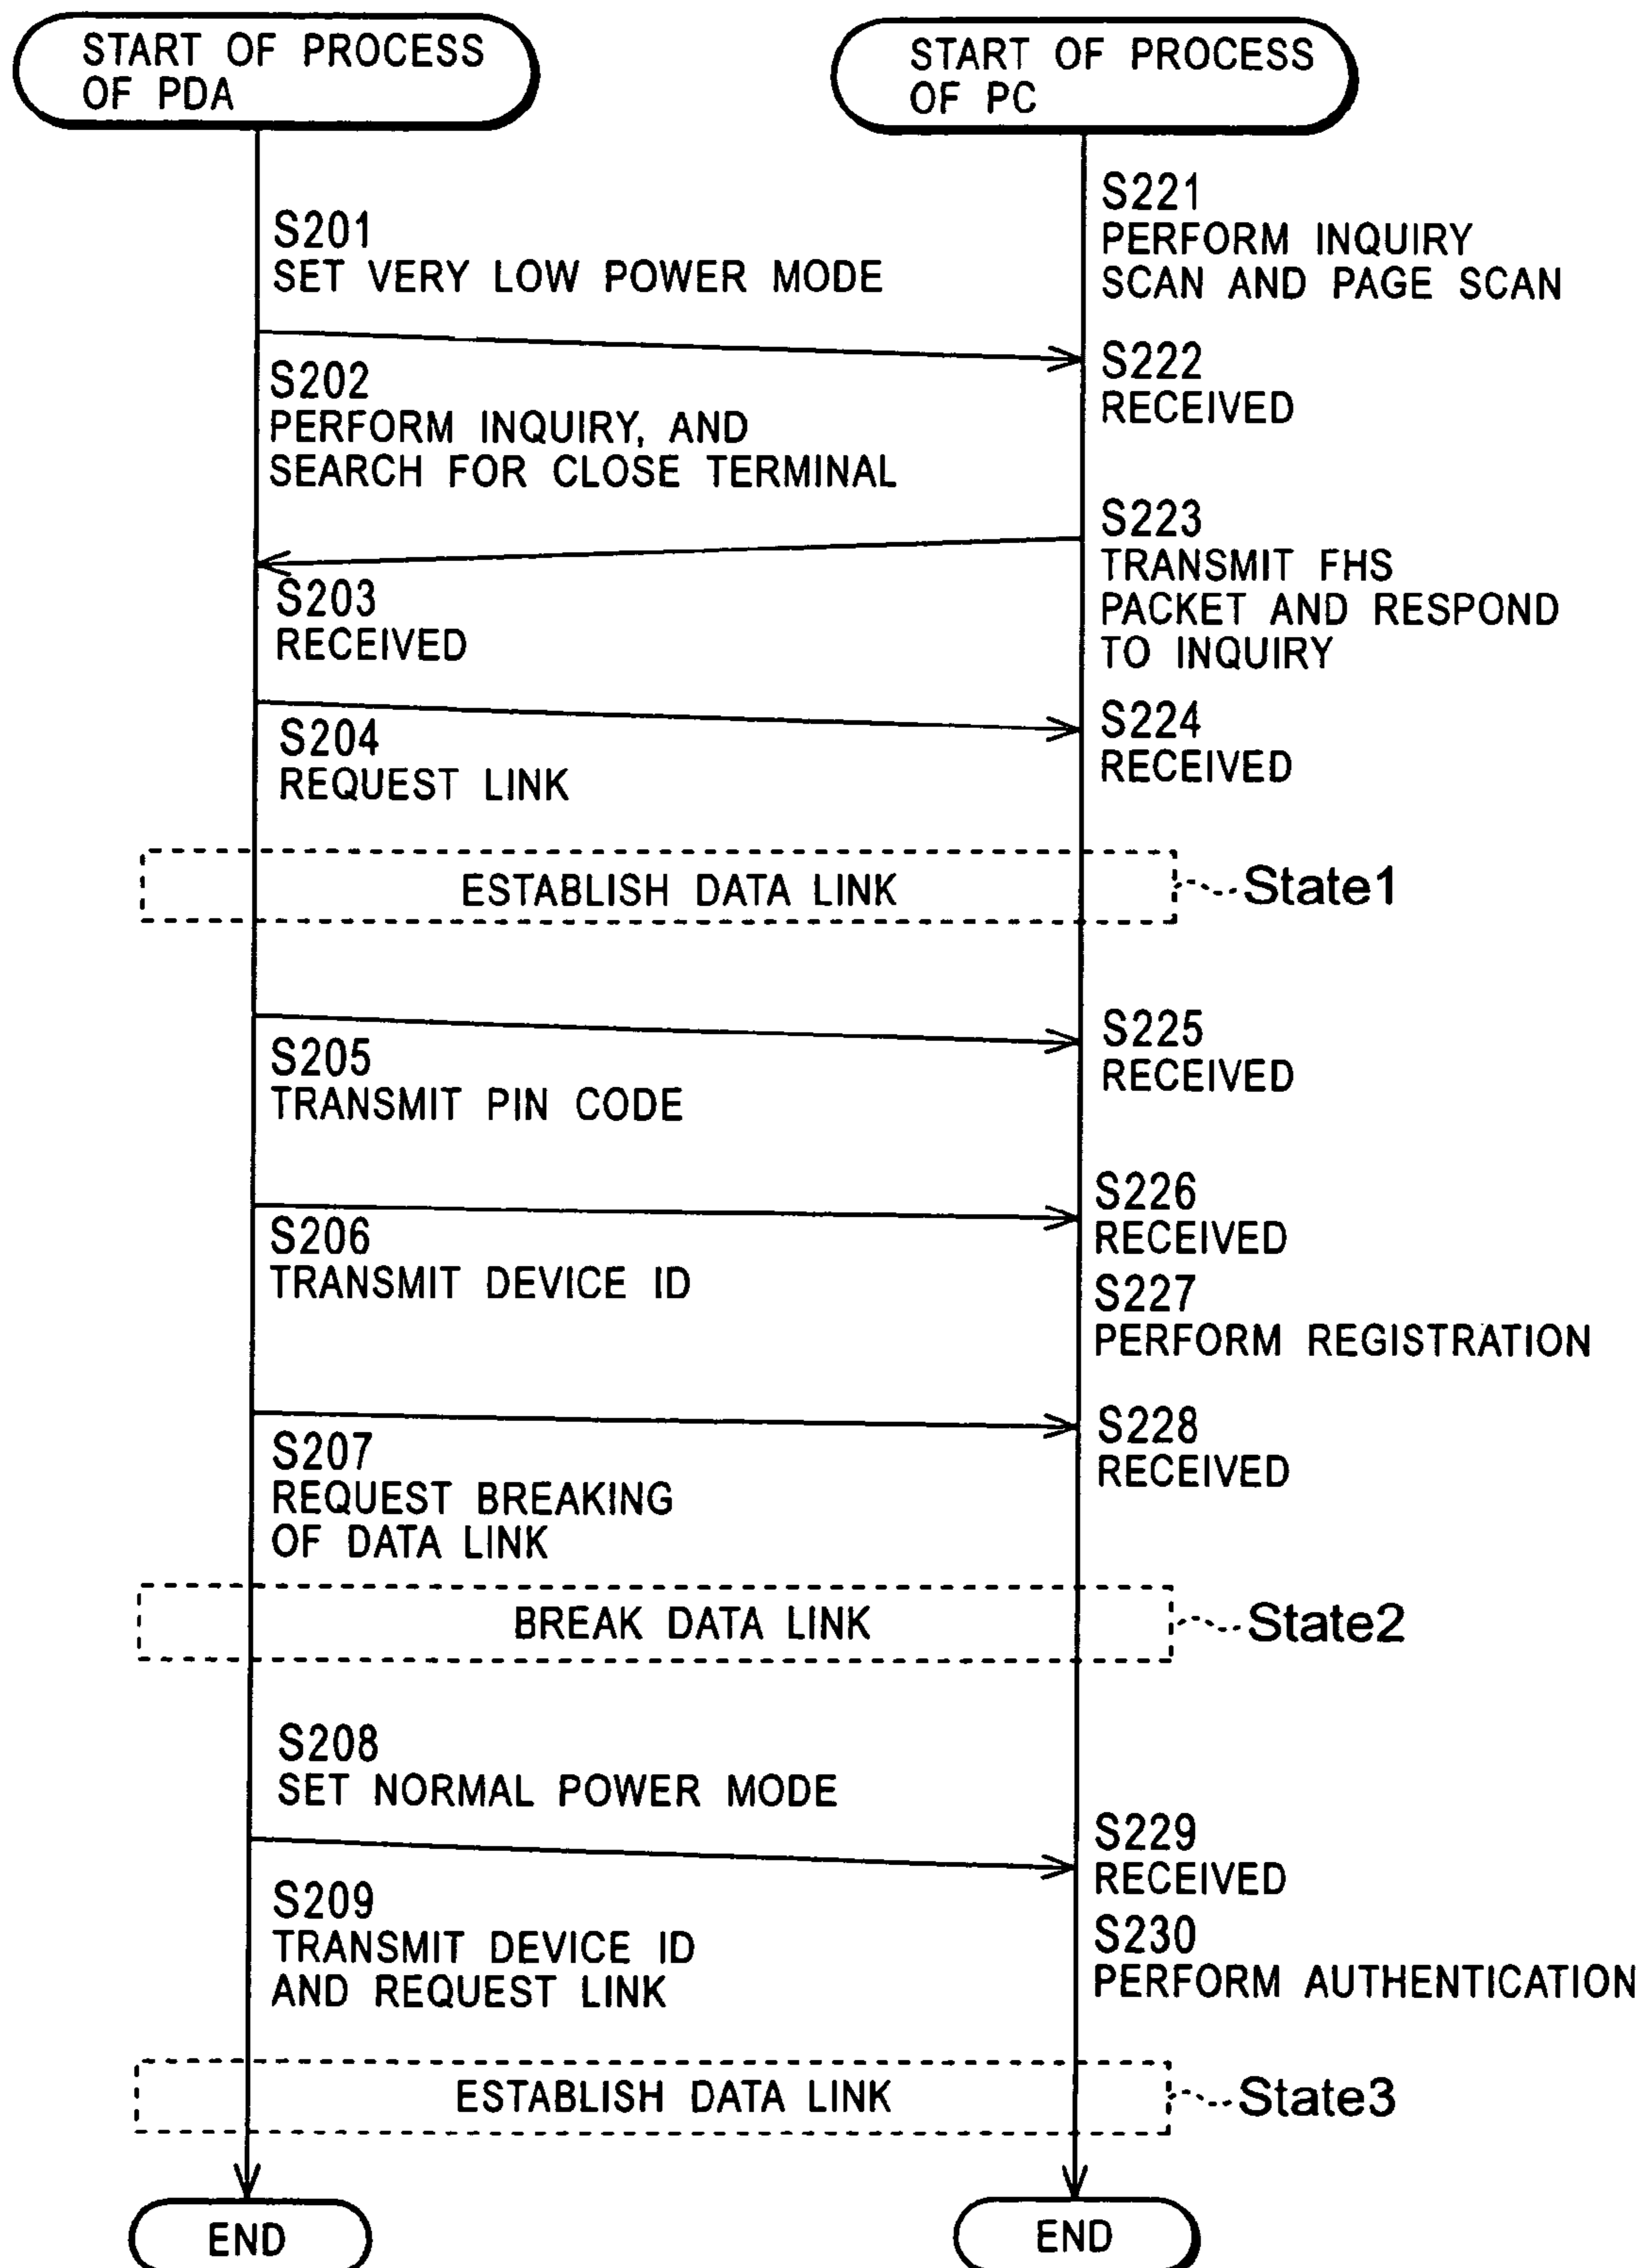 START OF PROCESS
OF PDA
START OF PROCESS
OF PC
S201
SET VERY LOW POWER MODE
S221
PERFORM INQUIRY
SCAN AND PAGE SCAN
S202
PERFORM INQUIRY, AND
SEARCH FOR CLOSE TERMINAL
S222
RECEIVED
S223
TRANSMIT FHS
PACKET AND RESPOND
TO INQUIRY
S203
RECEIVED
S204
REQUEST LINK
S224
RECEIVED
ESTABLISH DATA LINK
State1
S205
TRANSMIT PIN CODE
S225
RECEIVED
S206
TRANSMIT DEVICE ID
S226
RECEIVED
S227
PERFORM REGISTRATION
S207
REQUEST BREAKING
OF DATA LINK
S228
RECEIVED
BREAK DATA LINK
State2
S208
SET NORMAL POWER MODE
S209
TRANSMIT DEVICE ID
AND REQUEST LINK
S229
RECEIVED
S230
PERFORM AUTHENTICATION
ESTABLISH DATA LINK
State3
END
END